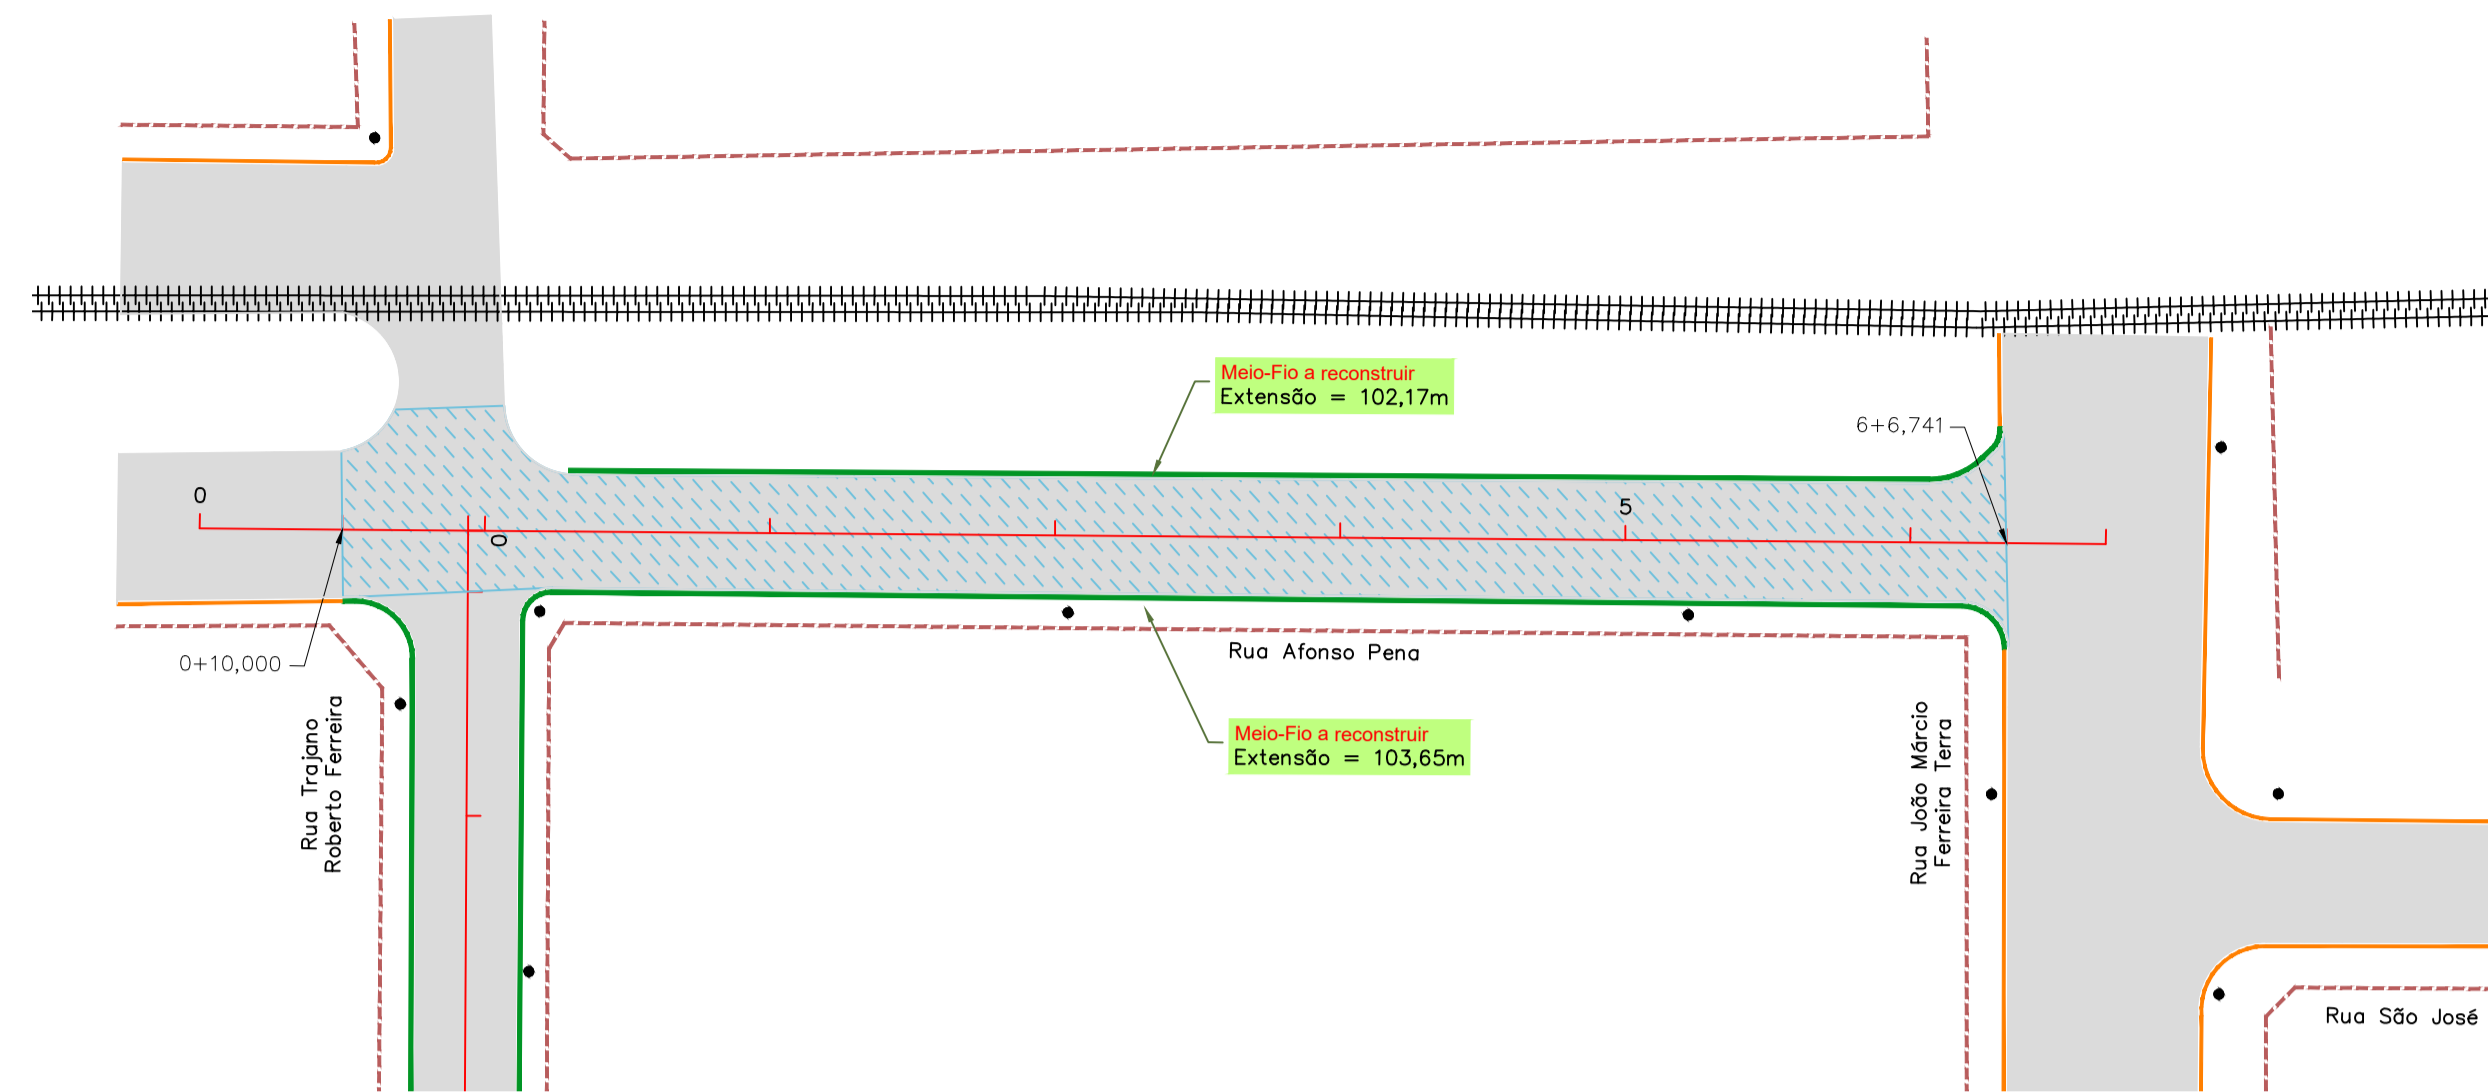 Meio-Fio a reconstruir
Extensão = 102,17m
6+6,741
0
5
0
Rua Afonso Pena
0+10,000
Rua Trajano
Roberto Ferreira
Meio-Fio a reconstruir
Extensão = 103,65m
Rua João Márcio
Ferreira Terra
Rua São José